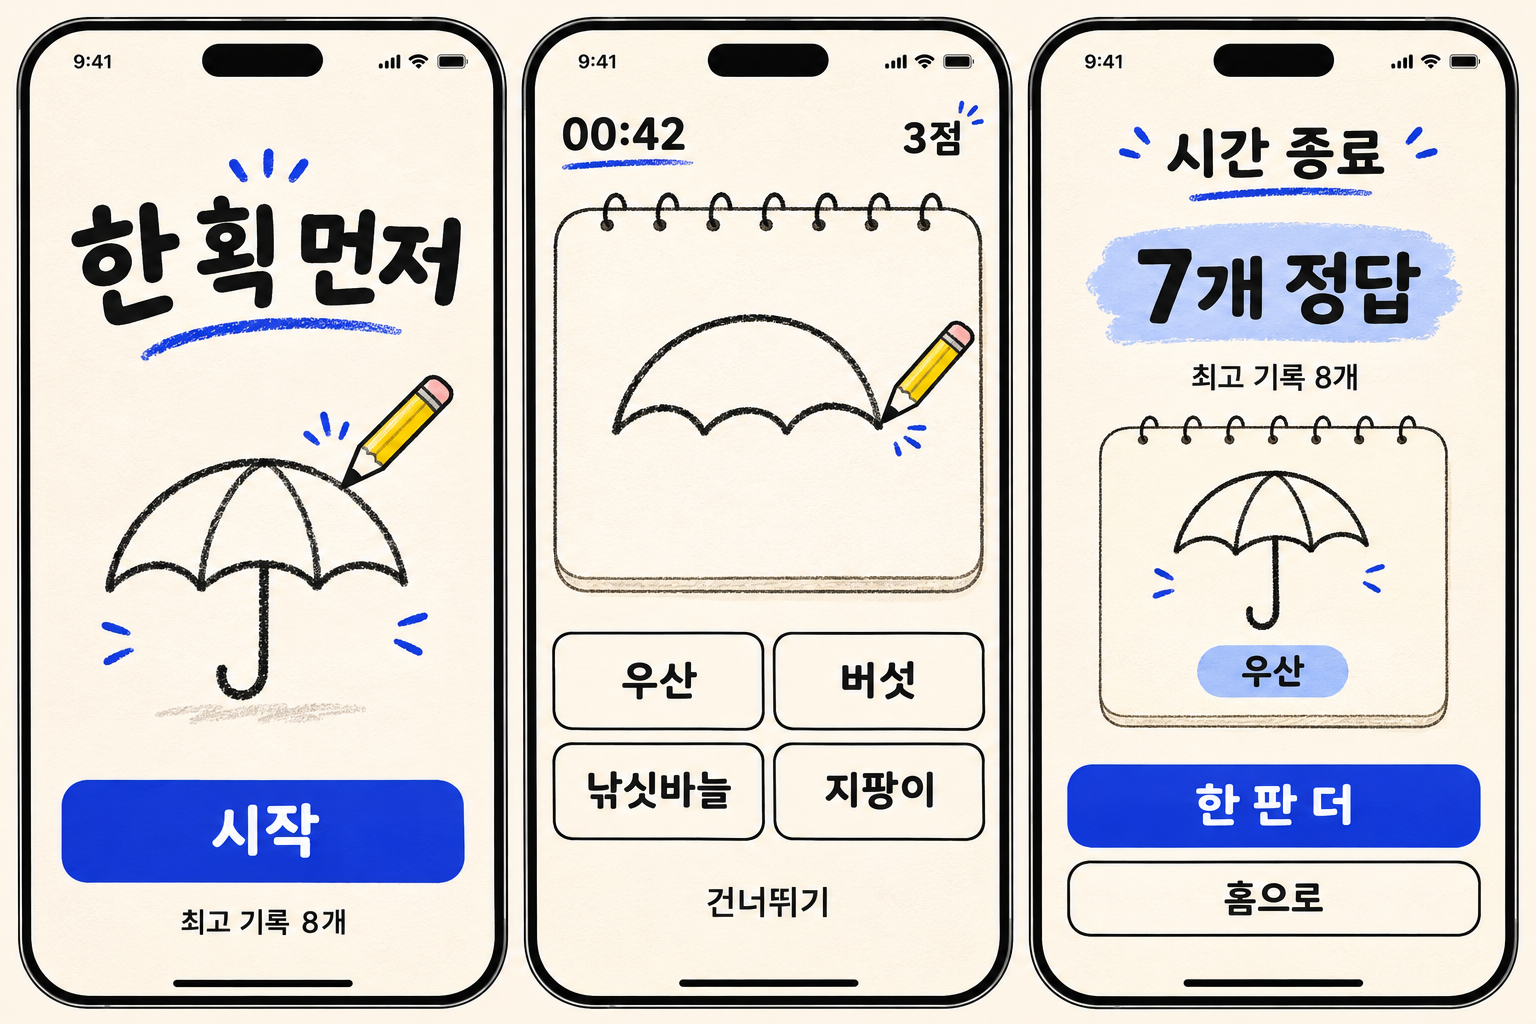 9:41
한 획 먼저
시작
최고 기록 8개
9:41
00:42
3점
우산
버섯
낚싯바늘
지팡이
건너뛰기
9:41
시간 종료
7개 정답
최고 기록 8개
우산
한 판 더
홈으로